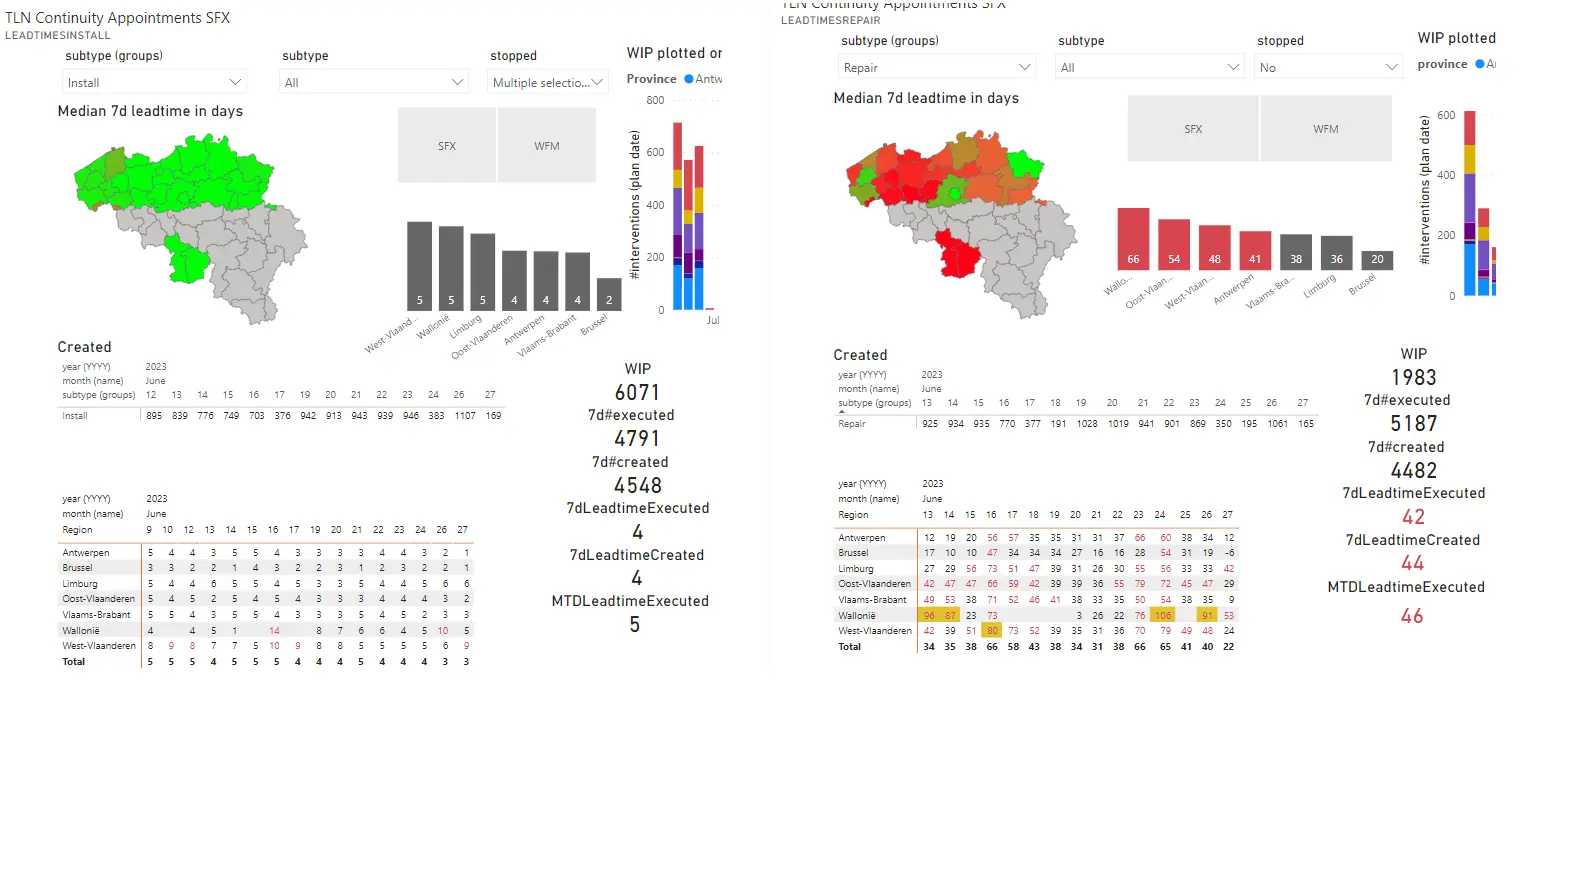 TLN Continuity Appointments SFX
LEADTIMESINSTALL
subtype (groups)
subtype
stopped
Install
All
Multiple selectio...
WIP plotted or
Province Antw
Median 7d leadtime in days
SFX
WFM
#interventions (plan date)
800
600
400
200
0
Jul
5
5
5
4
4
4
2
West-Vlaand...
Wallonië
Limburg
Oost-Vlaanderen
Antwerpen
Vlaams-Brabant
Brussel
Created
year (YYYY) 2023
month (name) June
subtype (groups) 12 13 14 15 16 17 19 20 21 22 23 24 26 27
Install 895 839 776 749 703 376 942 913 943 939 946 383 1107 169
WIP
6071
7d#executed
4791
7d#created
4548
7dLeadtimeExecuted
4
7dLeadtimeCreated
4
MTDLeadtimeExecuted
5
year (YYYY) 2023
month (name) June
Region 9 10 12 13 14 15 16 17 19 20 21 22 23 24 26 27
Antwerpen 5 4 4 3 5 5 4 3 3 3 3 4 4 3 2 1
Brussel 3 3 2 2 1 4 3 2 2 3 1 2 3 2 2 1
Limburg 5 4 4 6 5 5 4 5 3 3 5 4 4 5 6 6
Oost-Vlaanderen 5 4 5 2 5 4 5 4 3 3 3 4 4 4 3 2
Vlaams-Brabant 5 5 4 3 5 5 4 3 3 3 5 4 5 2 3 3
Wallonië 4 4 5 1 14 8 7 6 6 4 5 10 5
West-Vlaanderen 8 9 8 7 7 5 10 9 8 8 5 5 5 5 6 9
Total 5 5 5 4 5 5 5 4 4 4 5 4 4 4 3 3
TLN Continuity Appointments SFX
LEADTIMESREPAIR
subtype (groups)
subtype
stopped
Repair
All
No
WIP plotted
province
Median 7d leadtime in days
SFX
WFM
#interventions (plan date)
600
400
200
0
66
54
48
41
38
36
20
Wallo...
Oost-Vlaan...
West-Vlaan...
Antwerpen
Vlaams-Bra...
Limburg
Brussel
Created
year (YYYY) 2023
month (name) June
subtype (groups) 13 14 15 16 17 18 19 20 21 22 23 24 25 26 27
Repair 925 934 935 770 377 191 1028 1019 941 901 869 350 195 1061 165
WIP
1983
7d#executed
5187
7d#created
4482
7dLeadtimeExecuted
42
7dLeadtimeCreated
44
MTDLeadtimeExecuted
46
year (YYYY) 2023
month (name) June
Region 13 14 15 16 17 18 19 20 21 22 23 24 25 26 27
Antwerpen 12 19 20 56 57 35 35 31 31 37 66 60 38 34 12
Brussel 17 10 10 47 34 34 34 27 16 16 28 54 31 19 -6
Limburg 27 29 56 73 51 47 39 31 26 30 55 56 33 33 42
Oost-Vlaanderen 42 47 47 66 59 42 39 39 36 55 79 72 45 47 29
Vlaams-Brabant 49 53 38 71 52 46 41 38 33 35 50 54 38 35 9
Wallonië 96 87 23 73 3 26 22 76 106 91 53
West-Vlaanderen 42 39 51 80 73 52 39 35 31 36 70 79 49 48 24
Total 34 35 38 66 58 43 38 34 31 38 66 65 41 40 22